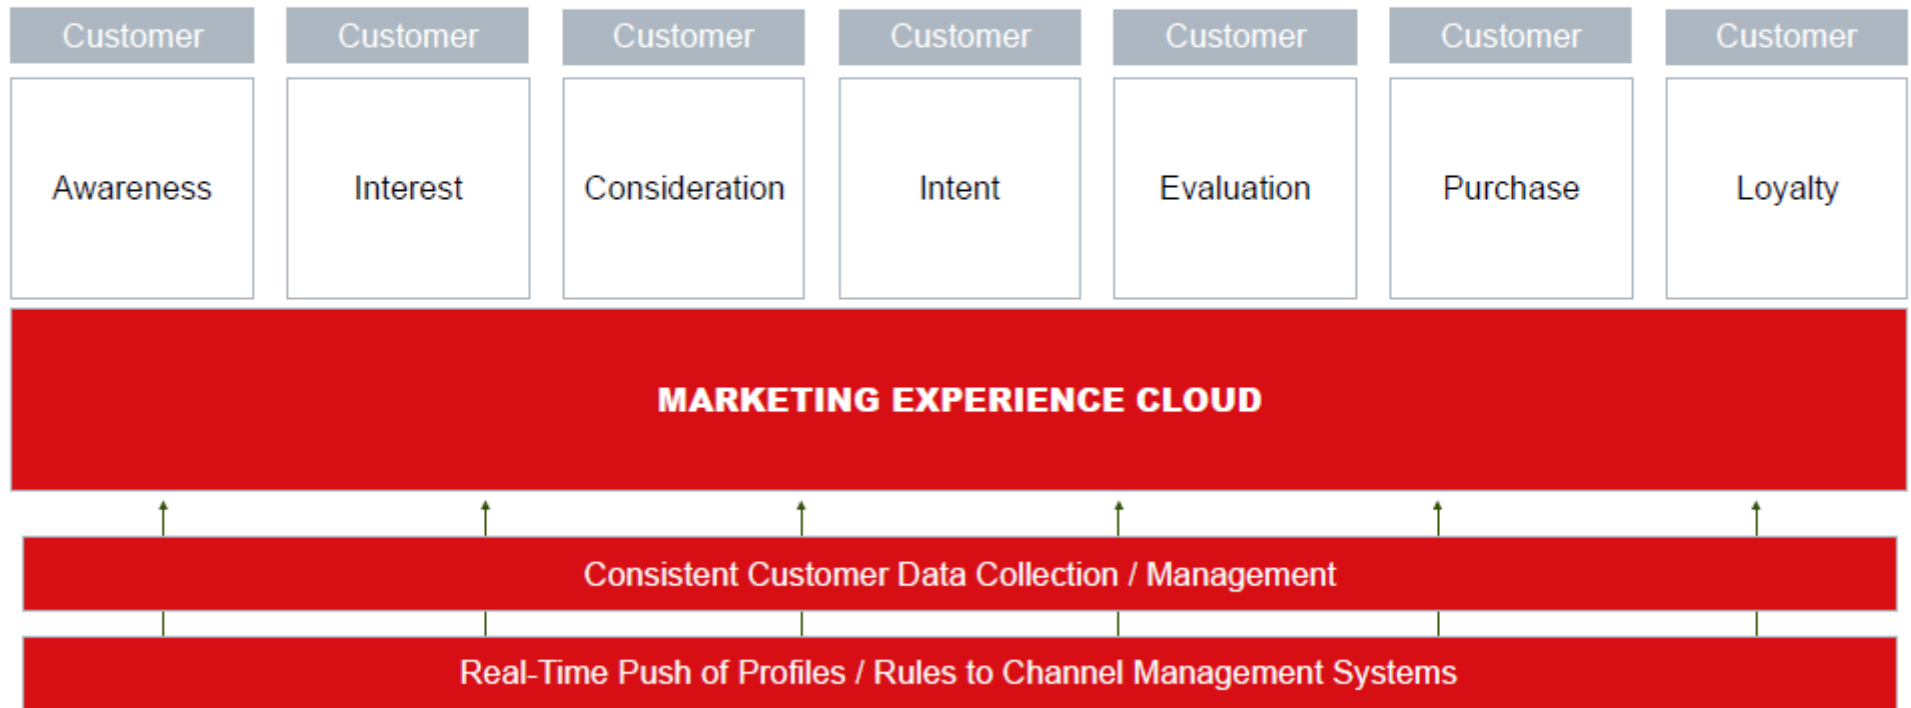 Customer Customer Customer Customer Customer Customer Customer
Awareness Interest Consideration Intent Evaluation Purchase Loyalty
MARKETING EXPERIENCE CLOUD
Consistent Customer Data Collection / Management
Real-Time Push of Profiles / Rules to Channel Management Systems